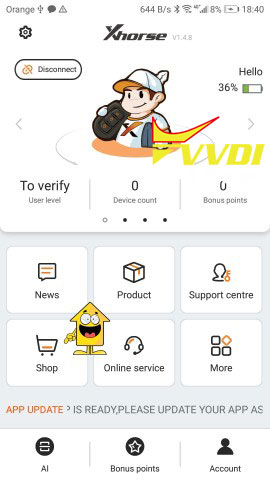 Orange 644 B/s 8% 18:40
Xhorse V1.4.8
Disconnect
Hello
36%
VVDI
To verify 0 0
User level Device count Bonus points
News Product Support centre
Shop Online service More
APP UPDATE IS READY,PLEASE UPDATE YOUR APP AS
AI Bonus points Account